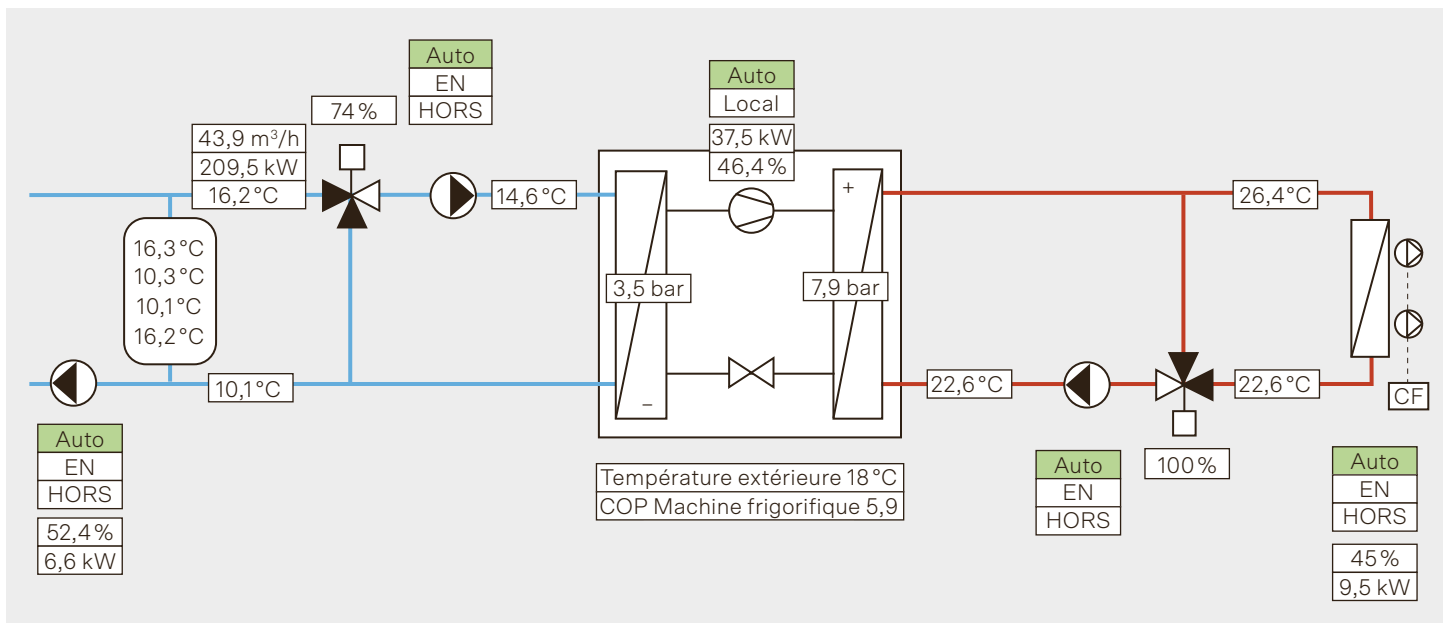 Auto
EN
HORS
74 %
43,9 m³/h
209,5 kW
16,2 °C
14,6 °C
Auto
Local
37,5 kW
46,4 %
26,4 °C
16,3 °C
10,3 °C
10,1 °C
16,2 °C
+
3,5 bar
7,9 bar
10,1 °C
–
22,6 °C
22,6 °C
CF
Auto
EN
HORS
52,4 %
6,6 kW
Température extérieure 18 °C
COP Machine frigorifique 5,9
Auto
EN
HORS
100 %
Auto
EN
HORS
45 %
9,5 kW